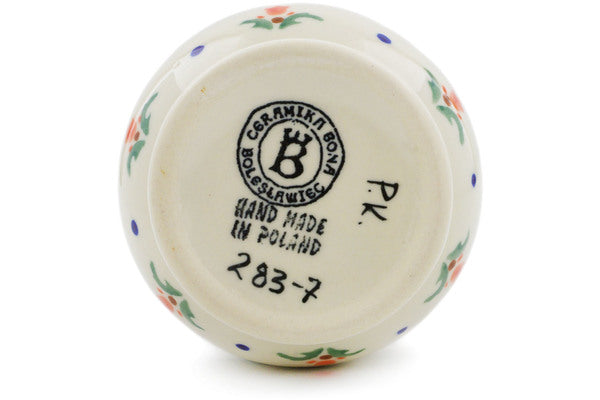 CERAMIKA BONA
B
BOLESŁAWIEC
HAND MADE
IN POLAND
283-7
P.K.